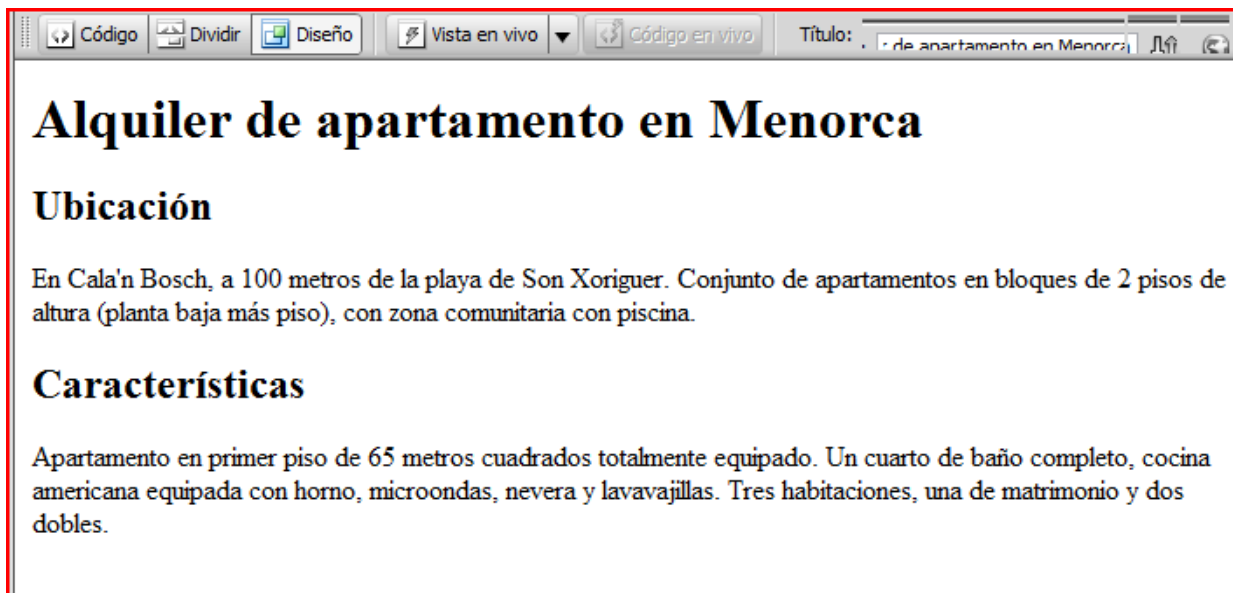 Código Dividir Diseño Vista en vivo Código en vivo Título: de apartamento en Menorca
Alquiler de apartamento en Menorca
Ubicación
En Cala'n Bosch, a 100 metros de la playa de Son Xoriguer. Conjunto de apartamentos en bloques de 2 pisos de
altura (planta baja más piso), con zona comunitaria con piscina.
Características
Apartamento en primer piso de 65 metros cuadrados totalmente equipado. Un cuarto de baño completo, cocina
americana equipada con horno, microondas, nevera y lavavajillas. Tres habitaciones, una de matrimonio y dos
dobles.